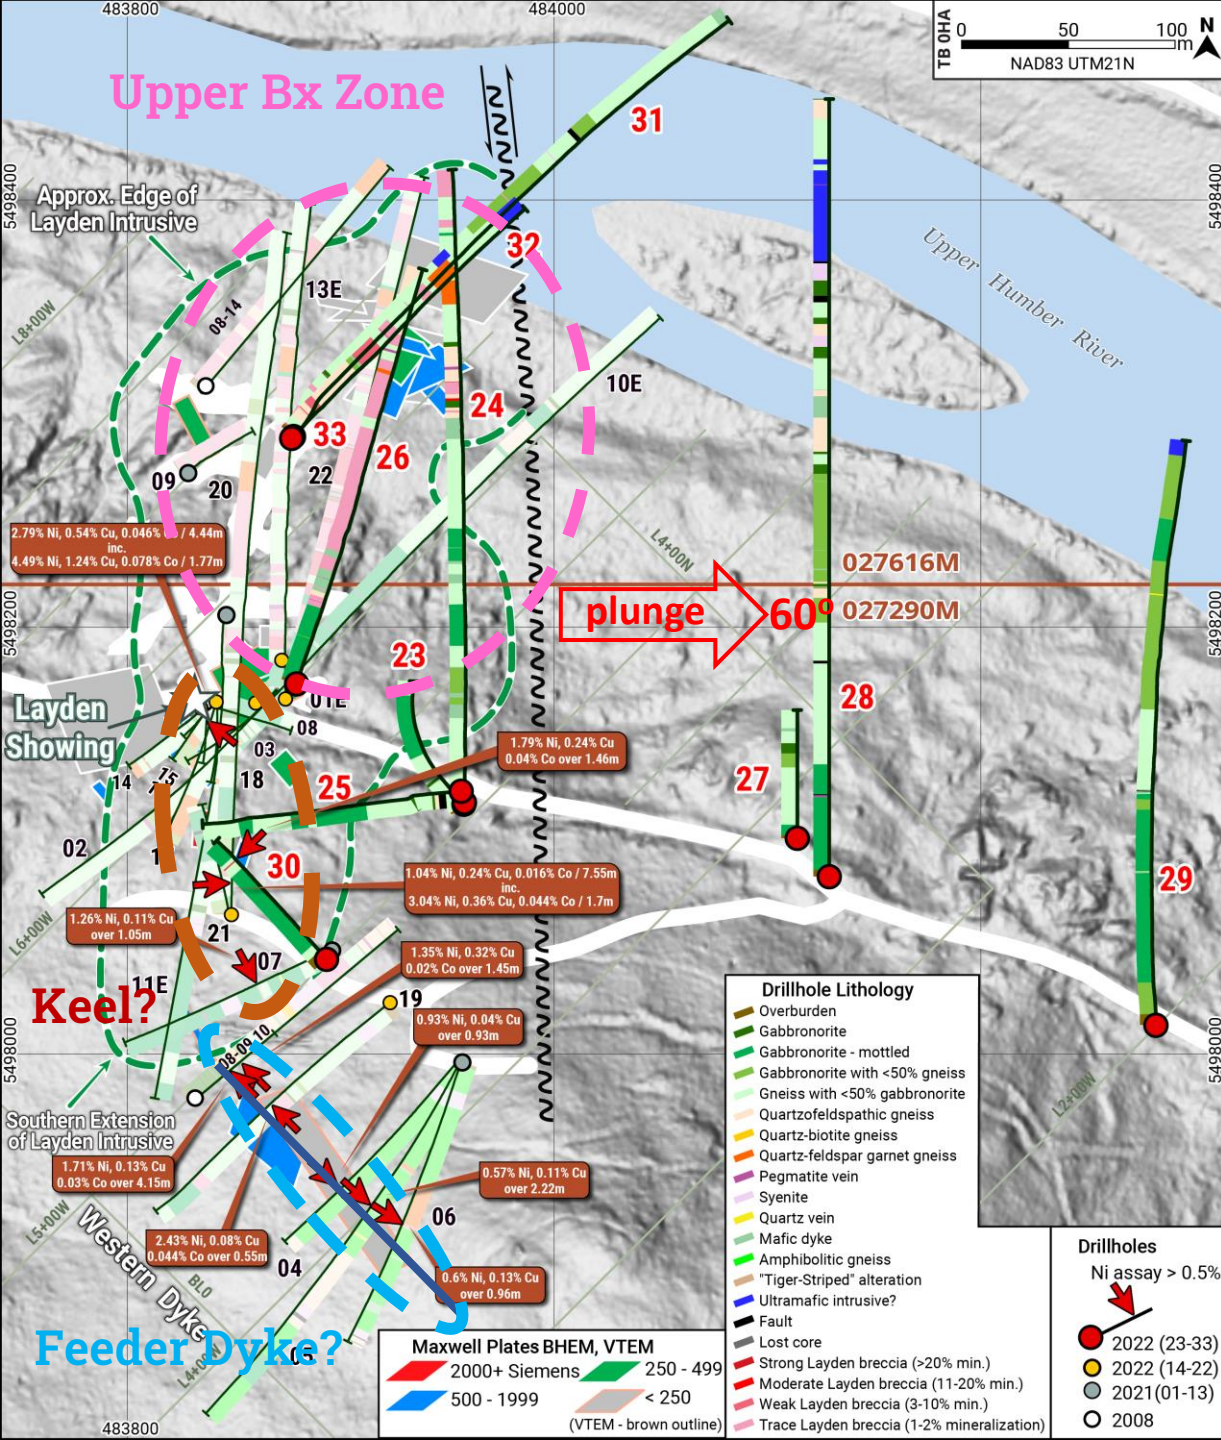 483800
484000
TB 0HA
0 50 100 m
N
NAD83 UTM21N
Upper Bx Zone
31
5498400
5498400
Approx. Edge of
Layden Intrusive
32
Upper Humber River
13E
08-14
L8+00W
10E
24
33
26
22
09
20
2.79% Ni, 0.54% Cu, 0.046% Co / 4.44m
inc.
4.49% Ni, 1.24% Cu, 0.078% Co / 1.77m
L4+00N
027616M
plunge
60º
027290M
5498200
5498200
23
01E
28
Layden
Showing
08
03
1.79% Ni, 0.24% Cu
0.04% Co over 1.46m
14
15
18
25
27
02
30
1.04% Ni, 0.24% Cu, 0.016% Co / 7.55m
inc.
3.04% Ni, 0.36% Cu, 0.044% Co / 1.7m
29
L6+00W
1.26% Ni, 0.11% Cu
over 1.05m
21
07
1.35% Ni, 0.32% Cu
0.02% Co over 1.45m
11E
Keel?
19
0.93% Ni, 0.04% Cu
over 0.93m
08-09
10
5498000
5498000
Southern Extension
of Layden Intrusive
L2+00W
1.71% Ni, 0.13% Cu
0.03% Co over 4.15m
0.57% Ni, 0.11% Cu
over 2.22m
L5+00W
Western Dyke
06
2.43% Ni, 0.08% Cu
0.044% Co over 0.55m
04
BL0
0.6% Ni, 0.13% Cu
over 0.96m
Feeder Dyke?
05
L4+00W
483800
Drillhole Lithology
Overburden
Gabbronorite
Gabbronorite - mottled
Gabbronorite with <50% gneiss
Gneiss with <50% gabbronorite
Quartzofeldspathic gneiss
Quartz-biotite gneiss
Quartz-feldspar garnet gneiss
Pegmatite vein
Syenite
Quartz vein
Mafic dyke
Amphibolitic gneiss
"Tiger-Striped" alteration
Ultramafic intrusive?
Fault
Lost core
Strong Layden breccia (>20% min.)
Moderate Layden breccia (11-20% min.)
Weak Layden breccia (3-10% min.)
Trace Layden breccia (1-2% mineralization)
Maxwell Plates BHEM, VTEM
2000+ Siemens
250 - 499
500 - 1999
< 250
(VTEM - brown outline)
Drillholes
Ni assay > 0.5%
2022 (23-33)
2022 (14-22)
2021(01-13)
2008